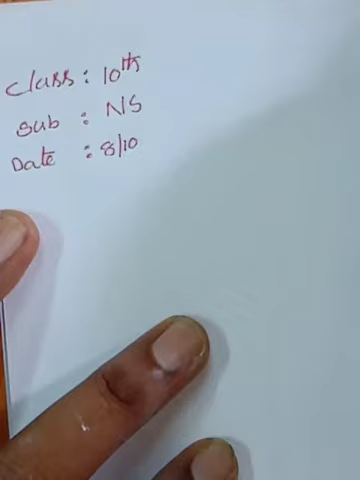 Class : 10th
Sub : NS
Date : 8/10